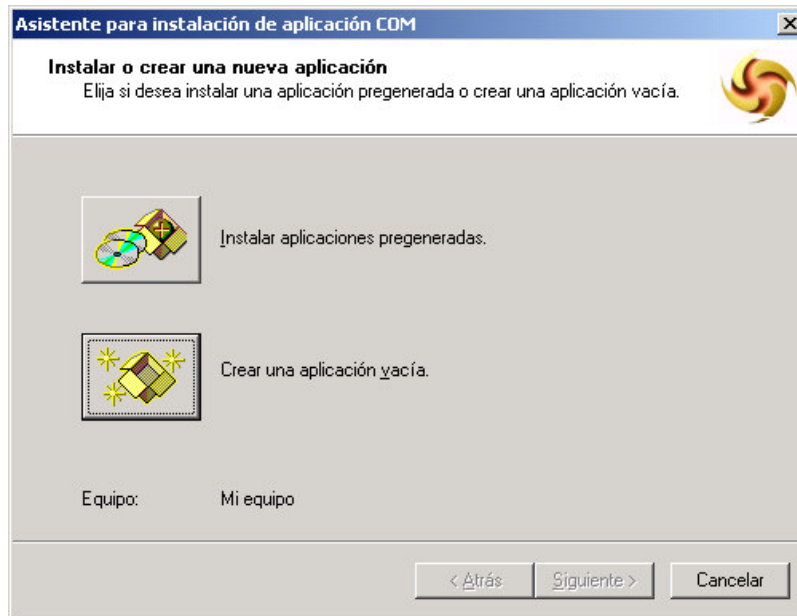 Asistente para instalación de aplicación COM
Instalar o crear una nueva aplicación
Elija si desea instalar una aplicación pregenerada o crear una aplicación vacía.
Instalar aplicaciones pregeneradas.
Crear una aplicación vacía.
Equipo: Mi equipo
< Atrás Siguiente > Cancelar